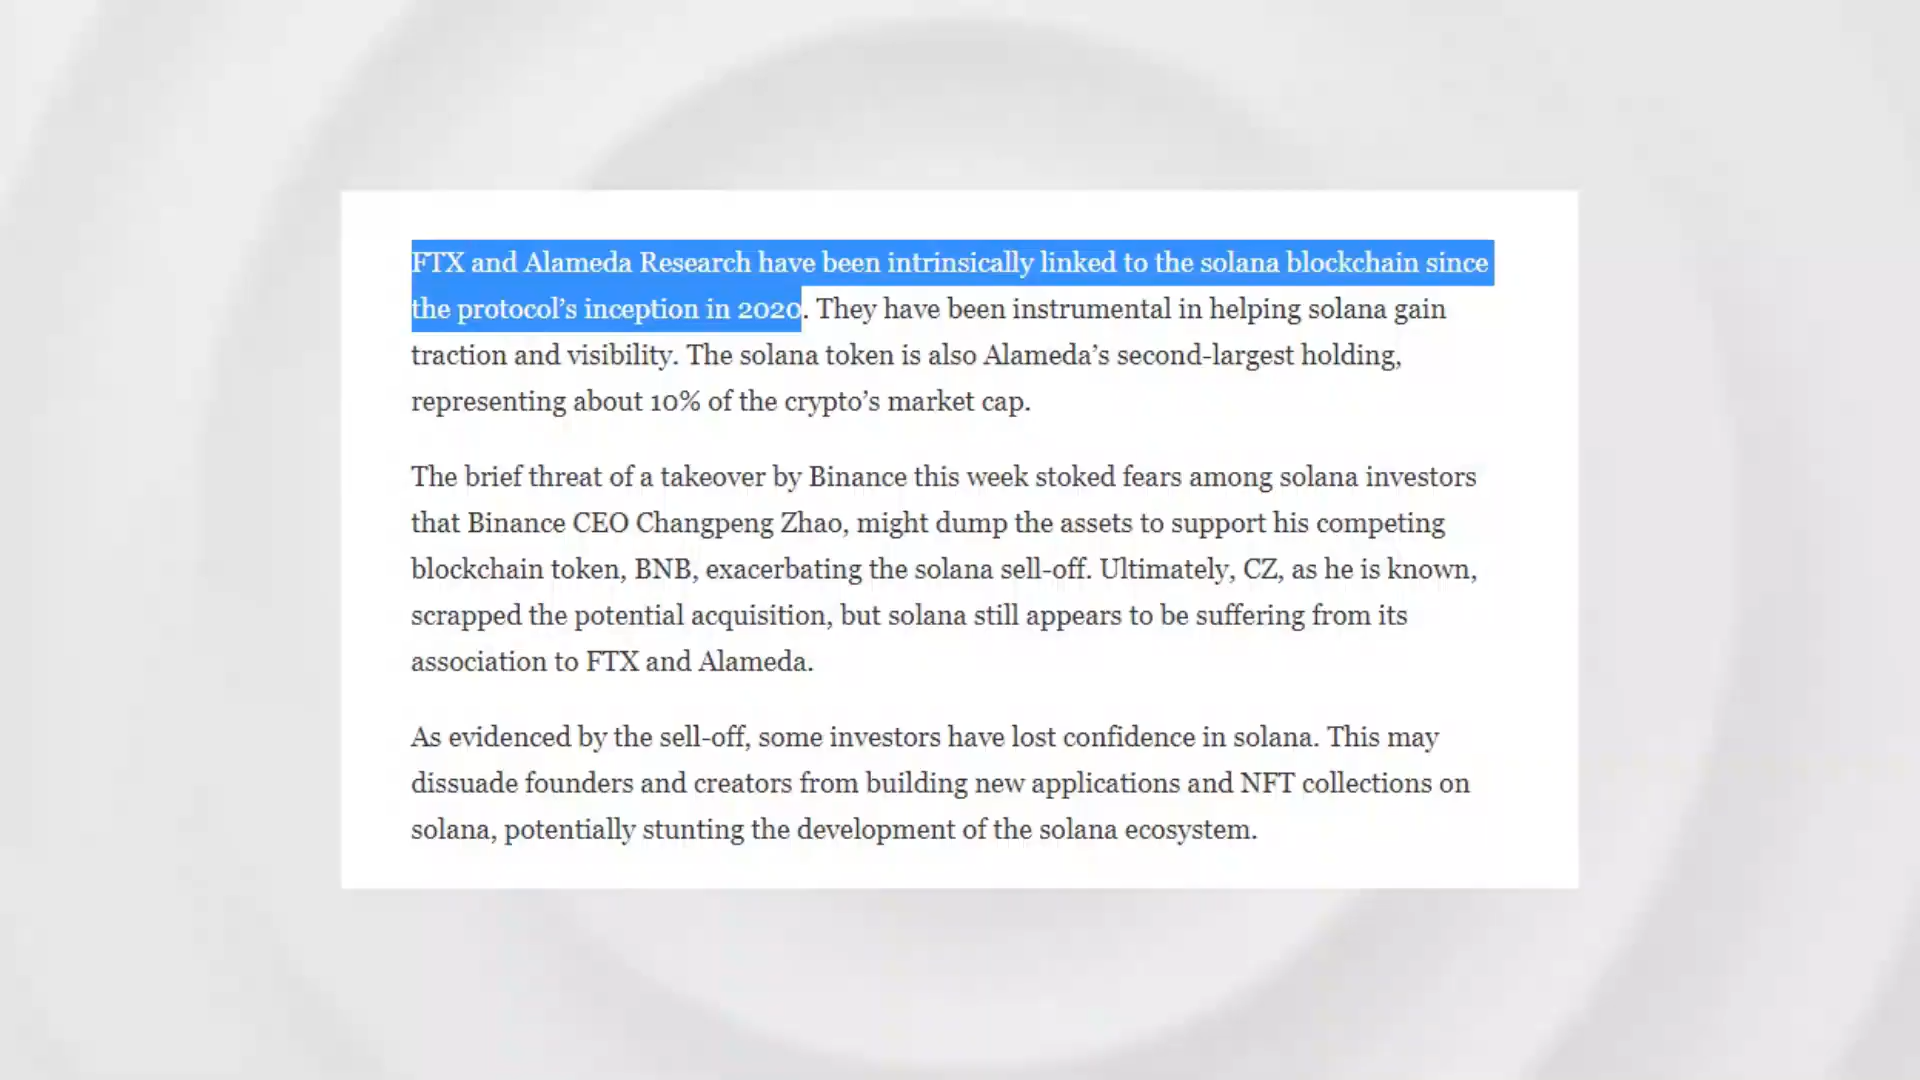 FTX and Alameda Research have been intrinsically linked to the solana blockchain since
the protocol’s inception in 2020. They have been instrumental in helping solana gain
traction and visibility. The solana token is also Alameda’s second-largest holding,
representing about 10% of the crypto’s market cap.
The brief threat of a takeover by Binance this week stoked fears among solana investors
that Binance CEO Changpeng Zhao, might dump the assets to support his competing
blockchain token, BNB, exacerbating the solana sell-off. Ultimately, CZ, as he is known,
scrapped the potential acquisition, but solana still appears to be suffering from its
association to FTX and Alameda.
As evidenced by the sell-off, some investors have lost confidence in solana. This may
dissuade founders and creators from building new applications and NFT collections on
solana, potentially stunting the development of the solana ecosystem.